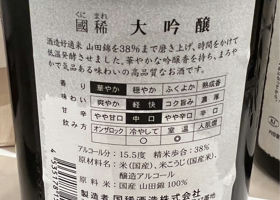 くに まれ
國稀 大吟醸
酒造好適米 山田錦を38%まで磨き上げ、時間をかけて
低温発酵させました。華やかな吟醸香を持ち、まろや
かで気品ある味わいの高品質なお酒です。
香り 華やか 穏やか ふくよか 熟成香
味わい 爽やか 軽快 コク旨み 濃厚
甘辛 やや甘口 中口 やや辛口 辛口
飲み方 オンザロック 冷やして 室温 人肌燗
アルコール分：15.5度 精米歩合：38%
原材料名：米(国産)、米こうじ(国産米)、
醸造アルコール
原料米：国産 山田錦100%
製造者 国稀酒造株式会社